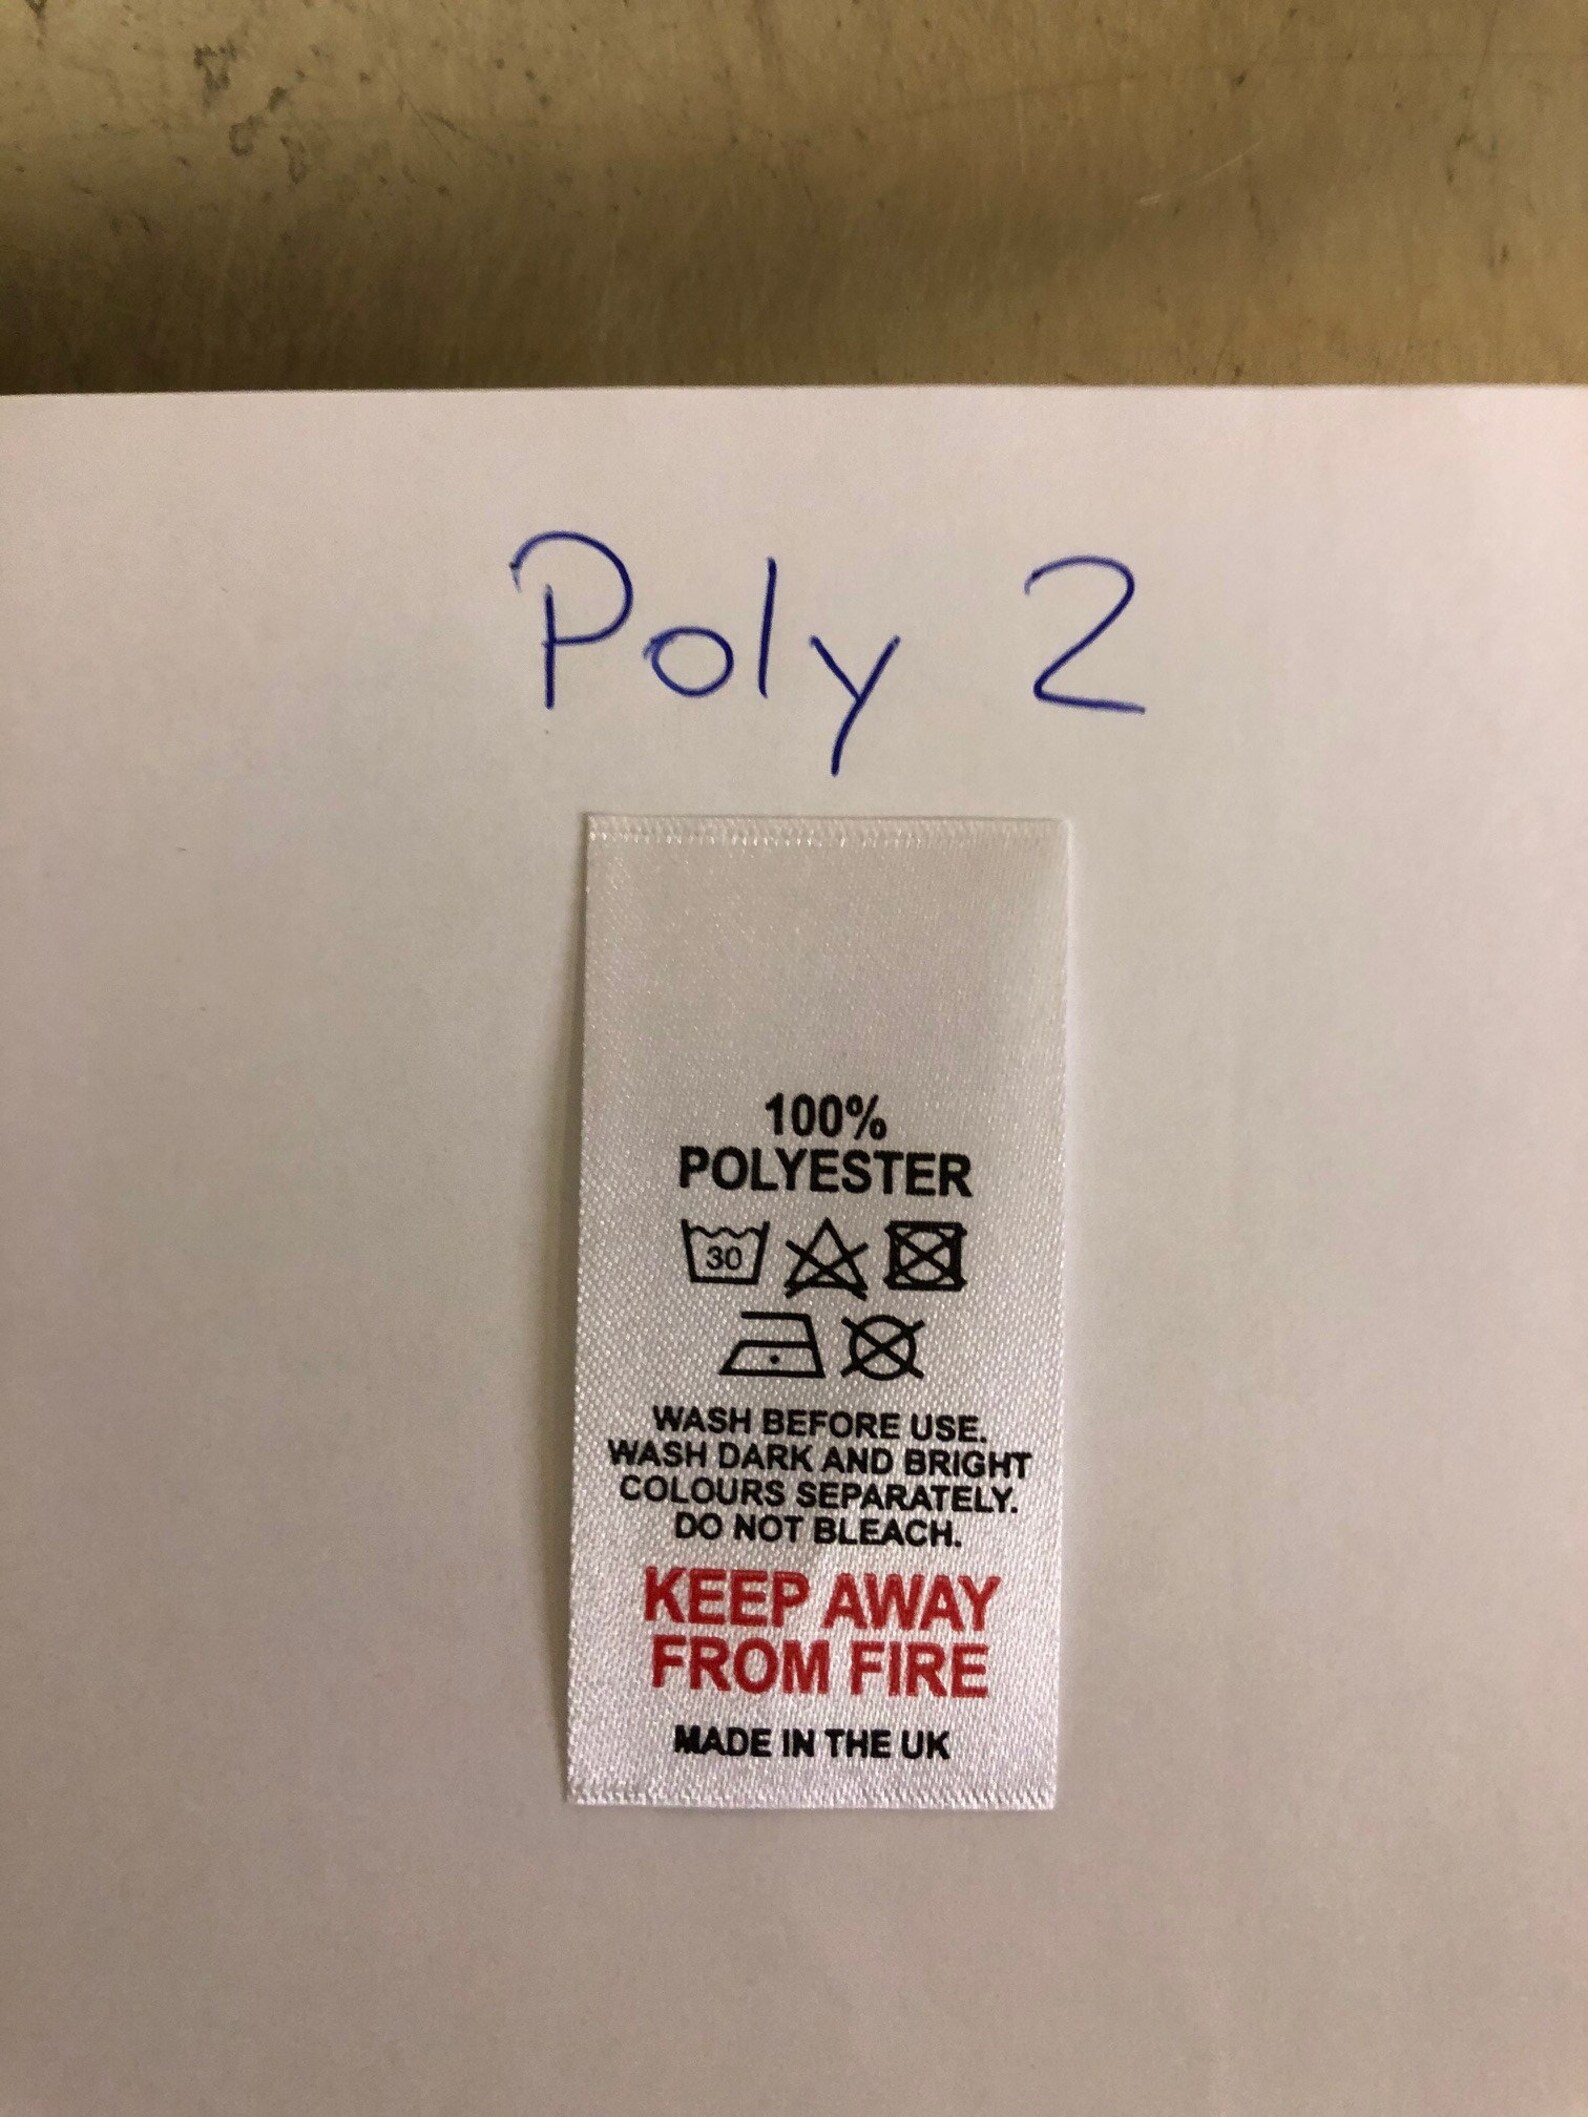 Poly 2
100%
POLYESTER
30
WASH BEFORE USE.
WASH DARK AND BRIGHT
COLOURS SEPARATELY.
DO NOT BLEACH.
KEEP AWAY
FROM FIRE
MADE IN THE UK